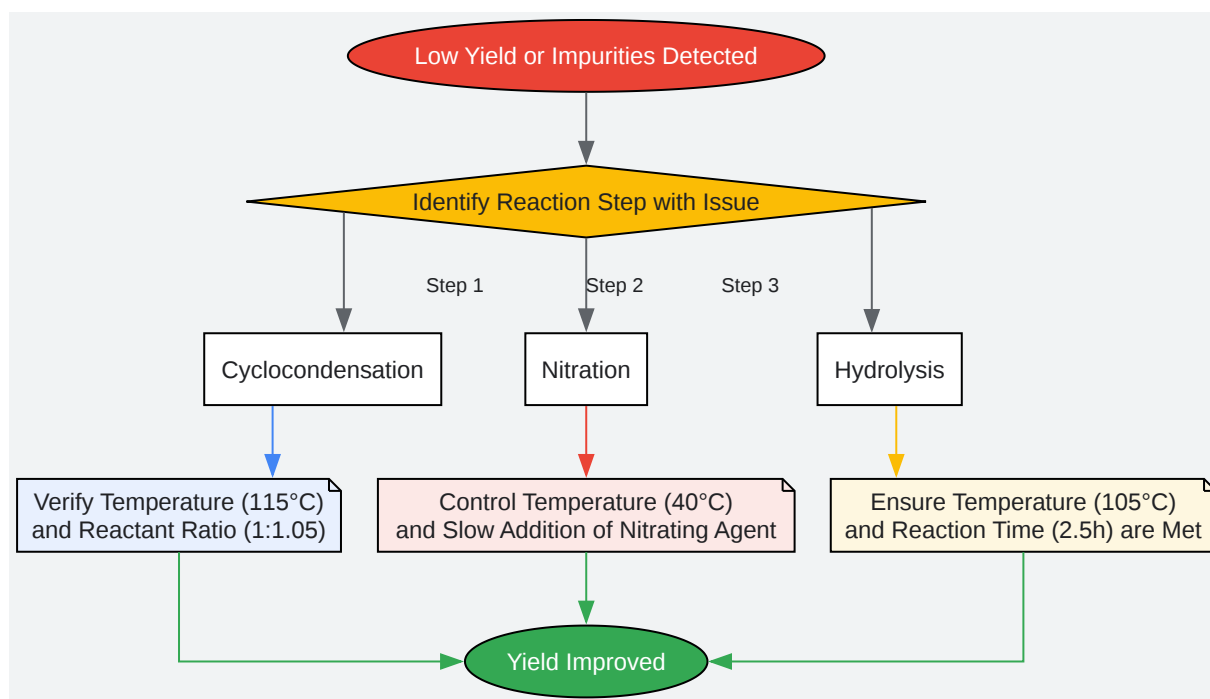 Low Yield or Impurities Detected
Identify Reaction Step with Issue
Step 1
Step 2
Step 3
Cyclocondensation
Nitration
Hydrolysis
Verify Temperature (115°C)
and Reactant Ratio (1:1.05)
Control Temperature (40°C)
and Slow Addition of Nitrating Agent
Ensure Temperature (105°C)
and Reaction Time (2.5h) are Met
Yield Improved